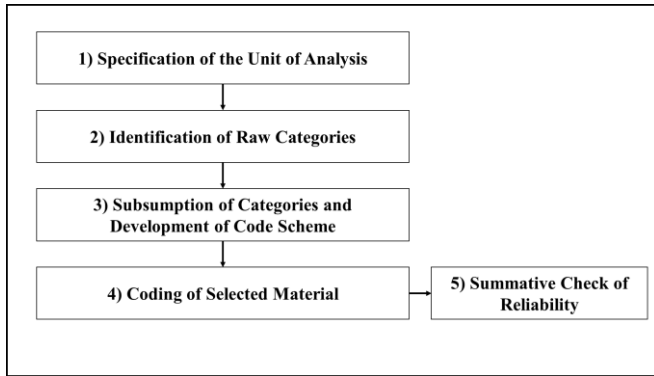 1) Specification of the Unit of Analysis
2) Identification of Raw Categories
3) Subsumption of Categories and
Development of Code Scheme
4) Coding of Selected Material
5) Summative Check of
Reliability